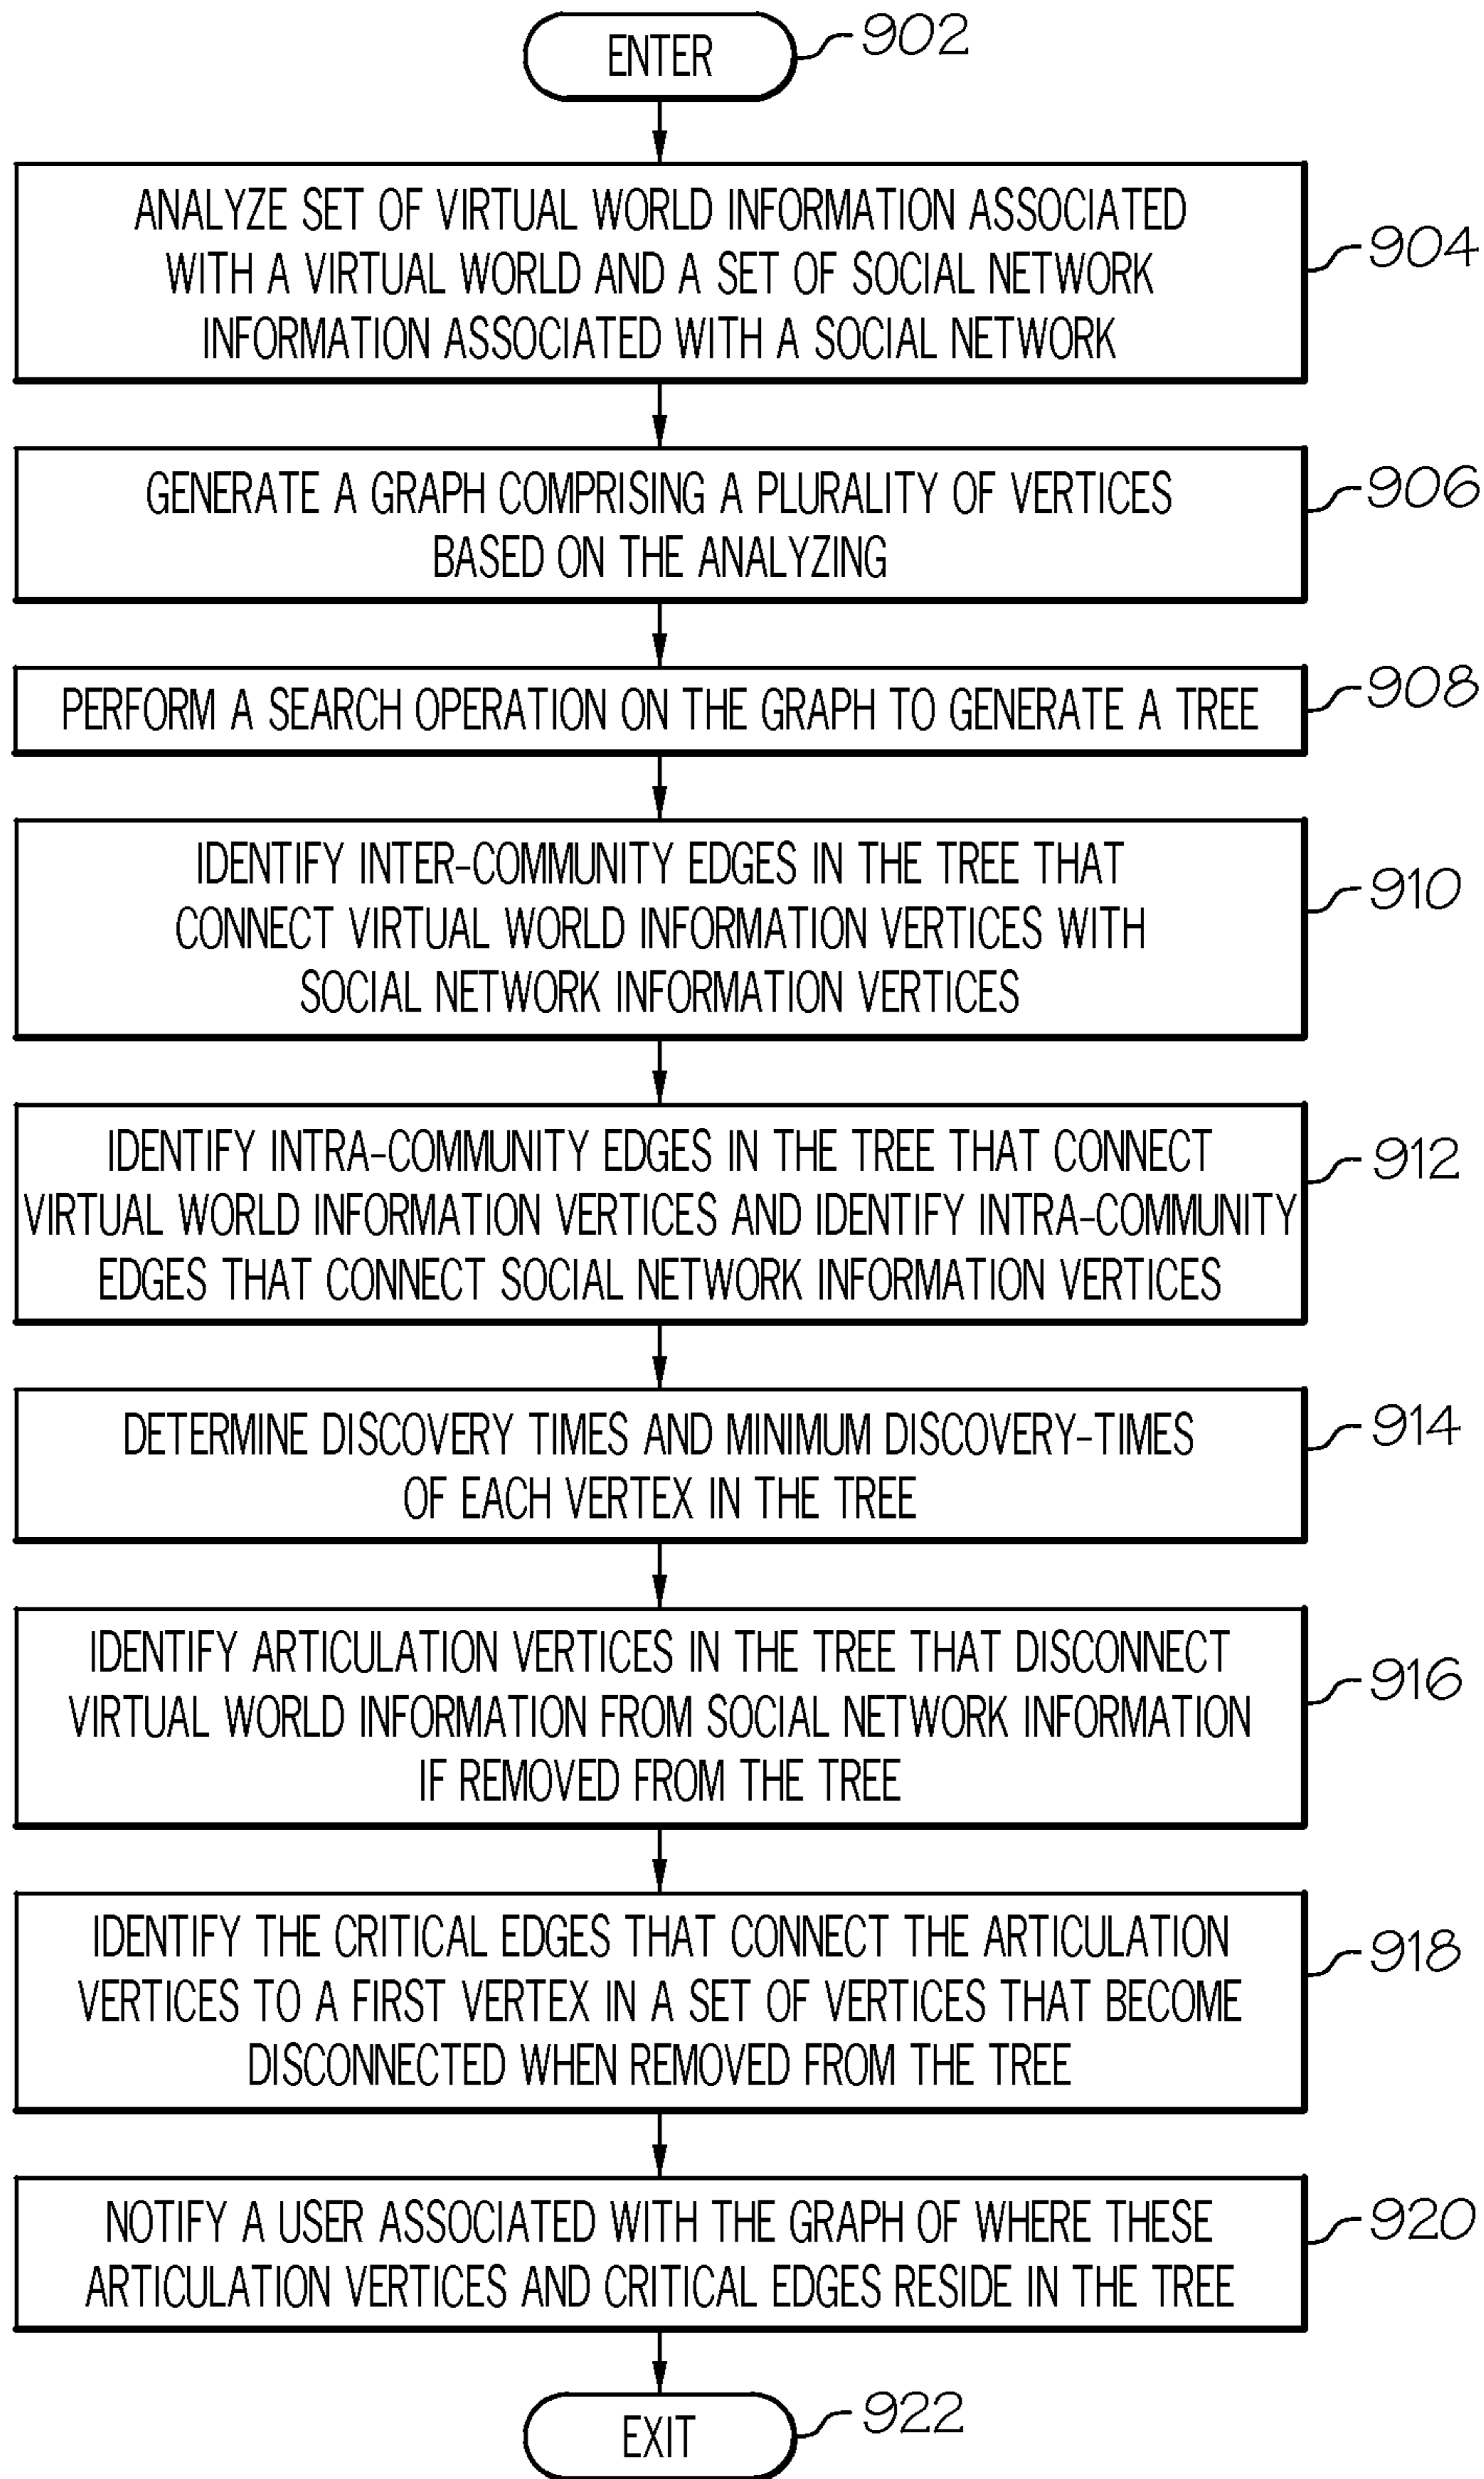 ENTER
902
ANALYZE SET OF VIRTUAL WORLD INFORMATION ASSOCIATED
WITH A VIRTUAL WORLD AND A SET OF SOCIAL NETWORK
INFORMATION ASSOCIATED WITH A SOCIAL NETWORK
904
GENERATE A GRAPH COMPRISING A PLURALITY OF VERTICES
BASED ON THE ANALYZING
906
PERFORM A SEARCH OPERATION ON THE GRAPH TO GENERATE A TREE
908
IDENTIFY INTER-COMMUNITY EDGES IN THE TREE THAT
CONNECT VIRTUAL WORLD INFORMATION VERTICES WITH
SOCIAL NETWORK INFORMATION VERTICES
910
IDENTIFY INTRA-COMMUNITY EDGES IN THE TREE THAT CONNECT
VIRTUAL WORLD INFORMATION VERTICES AND IDENTIFY INTRA-COMMUNITY
EDGES THAT CONNECT SOCIAL NETWORK INFORMATION VERTICES
912
DETERMINE DISCOVERY TIMES AND MINIMUM DISCOVERY-TIMES
OF EACH VERTEX IN THE TREE
914
IDENTIFY ARTICULATION VERTICES IN THE TREE THAT DISCONNECT
VIRTUAL WORLD INFORMATION FROM SOCIAL NETWORK INFORMATION
IF REMOVED FROM THE TREE
916
IDENTIFY THE CRITICAL EDGES THAT CONNECT THE ARTICULATION
VERTICES TO A FIRST VERTEX IN A SET OF VERTICES THAT BECOME
DISCONNECTED WHEN REMOVED FROM THE TREE
918
NOTIFY A USER ASSOCIATED WITH THE GRAPH OF WHERE THESE
ARTICULATION VERTICES AND CRITICAL EDGES RESIDE IN THE TREE
920
EXIT
922